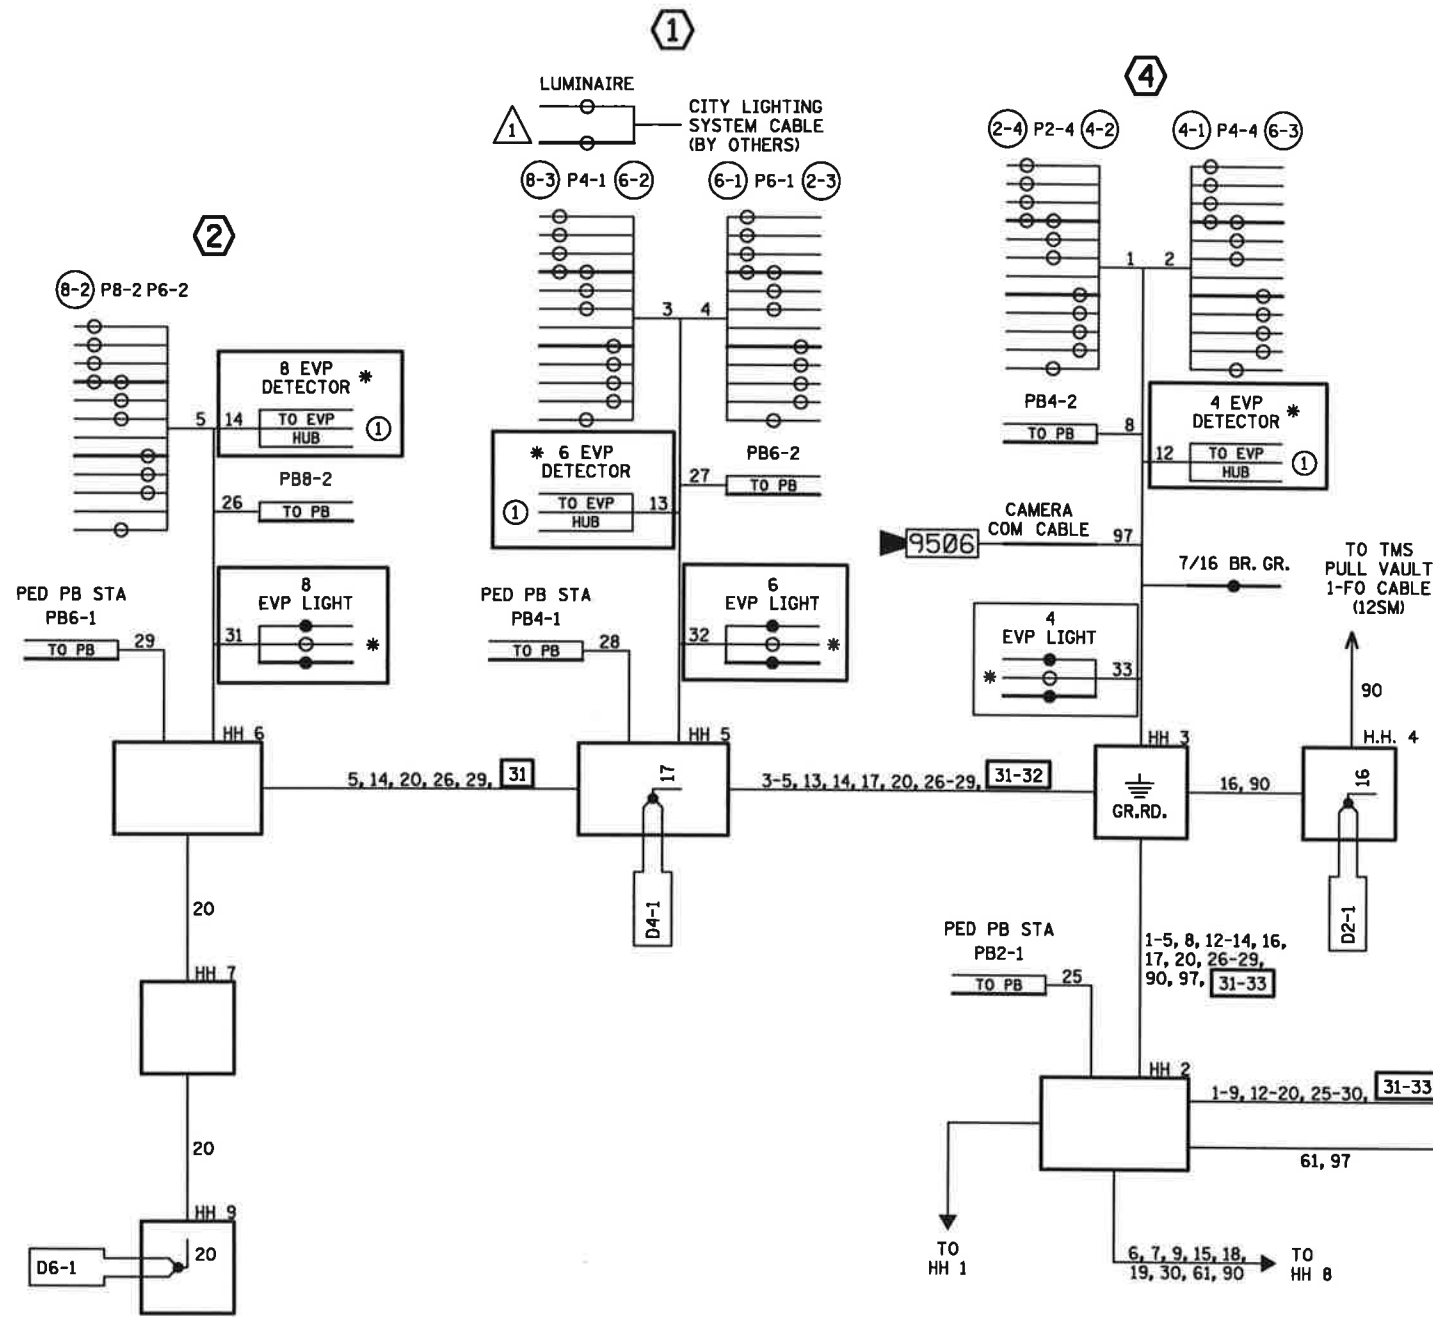 1
LUMINAIRE
1
CITY LIGHTING
SYSTEM CABLE
(BY OTHERS)
8-3 P4-1 6-2
6-1 P6-1 2-3
3 4
* 6 EVP
DETECTOR
1
TO EVP
HUB
13
PB6-2
27
TO PB
PED PB STA
PB4-1
TO PB
28
6
EVP LIGHT
32
*
HH 5
17
D4-1
2
8-2 P8-2 P6-2
5 14
8 EVP
DETECTOR *
TO EVP
HUB
1
PB8-2
26
TO PB
PED PB STA
PB6-1
TO PB
29
8
EVP LIGHT
31
*
HH 6
5, 14, 20, 26, 29, 31
20
HH 7
20
HH 9
20
D6-1
3-5, 13, 14, 17, 20, 26-29, 31-32
4
2-4 P2-4 4-2
4-1 P4-4 6-3
1 2
PB4-2
TO PB
8
4 EVP
DETECTOR *
12
TO EVP
HUB
1
CAMERA
COM CABLE
9506
97
7/16 BR. GR.
4
EVP LIGHT
*
33
TO TMS
PULL VAULT
1-FO CABLE
(12SM)
90
HH 3
GR.RD.
16, 90
H.H. 4
16
D2-1
PED PB STA
PB2-1
TO PB
25
1-5, 8, 12-14, 16,
17, 20, 26-29,
90, 97, 31-33
HH 2
1-9, 12-20, 25-30, 31-33
61, 97
TO
HH 1
6, 7, 9, 15, 18,
19, 30, 61, 90
TO
HH 8